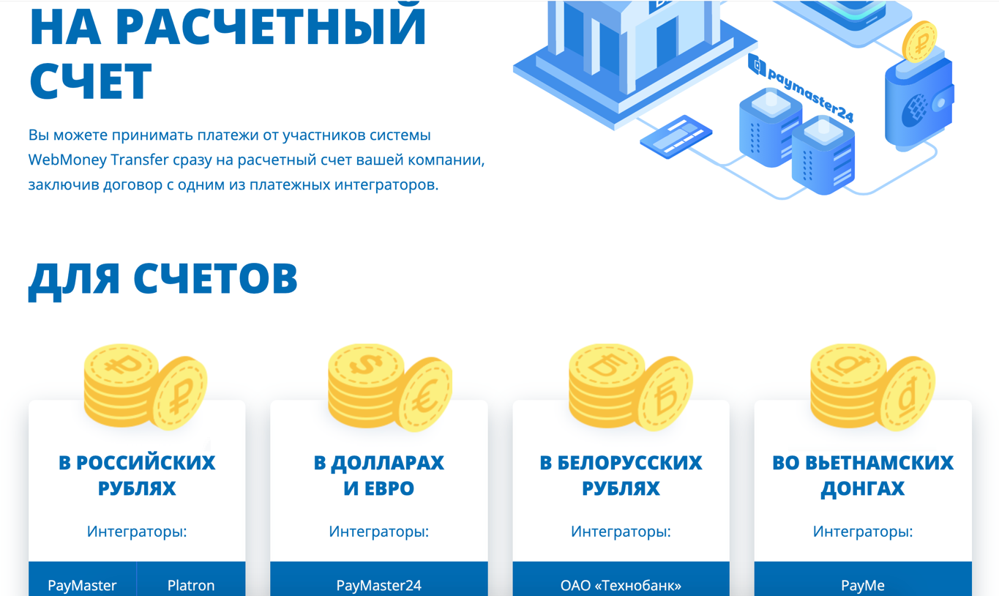 НА РАСЧЕТНЫЙ
СЧЕТ
Вы можете принимать платежи от участников системы
WebMoney Transfer сразу на расчетный счет вашей компании,
заключив договор с одним из платежных интеграторов.
paymaster24
ДЛЯ СЧЕТОВ
В РОССИЙСКИХ
РУБЛЯХ
Интеграторы:
PayMaster Platron
В ДОЛЛАРАХ
И ЕВРО
Интеграторы:
PayMaster24
В БЕЛОРУССКИХ
РУБЛЯХ
Интеграторы:
ОАО «Технобанк»
ВО ВЬЕТНАМСКИХ
ДОНГАХ
Интеграторы:
PayMe